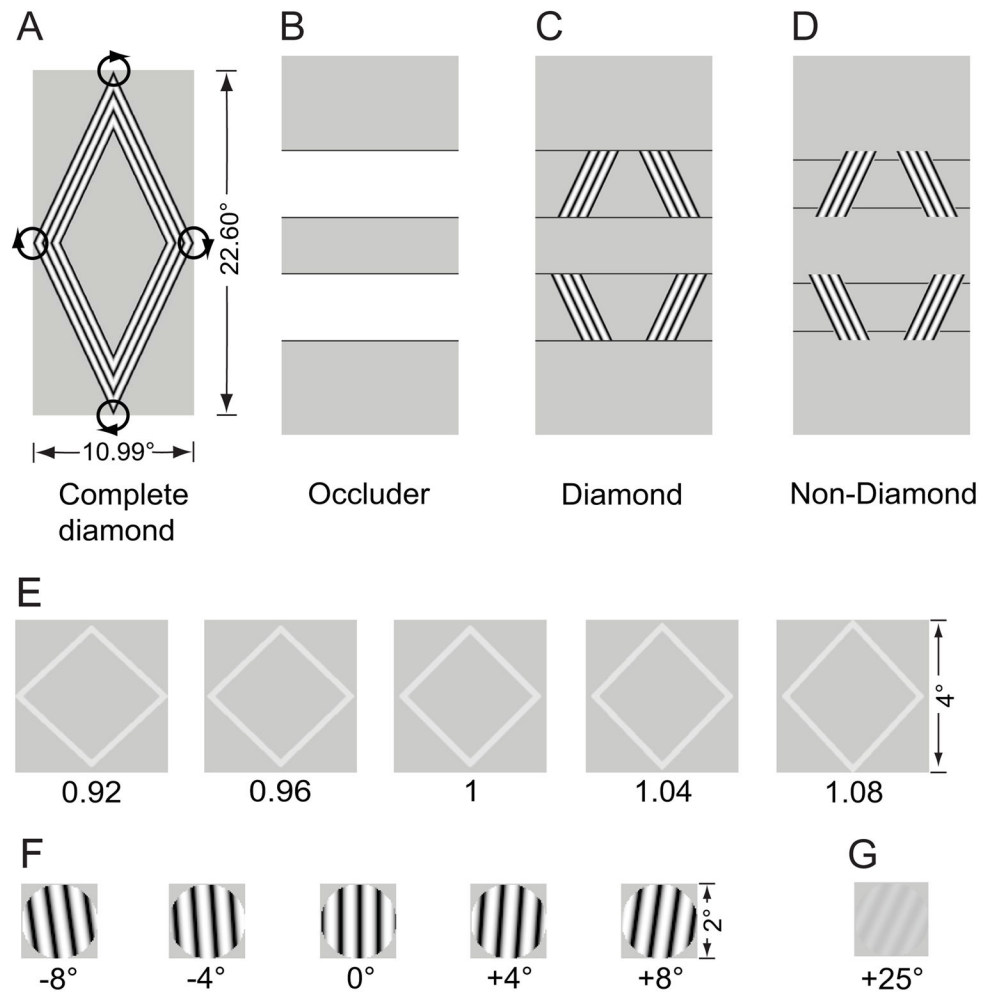 A
B
C
D
22.60°
10.99°
Complete
diamond
Occluder
Diamond
Non-Diamond
E
4°
0.92
0.96
1
1.04
1.08
F
G
2°
-8°
-4°
0°
+4°
+8°
+25°